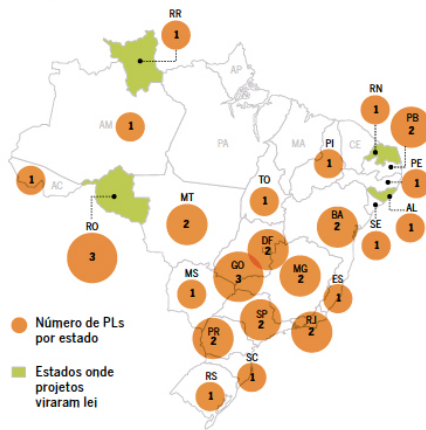 RR
1
AP
AM
1
PA
MA
CE
RN
1
PB
2
PI
1
PE
1
AC
1
TO
1
MT
2
BA
2
SE
1
AL
1
RO
3
DF
2
GO
3
MG
2
ES
1
MS
1
SP
2
RJ
2
PR
2
SC
1
RS
1
Número de PLs
por estado
Estados onde
projetos
viraram lei